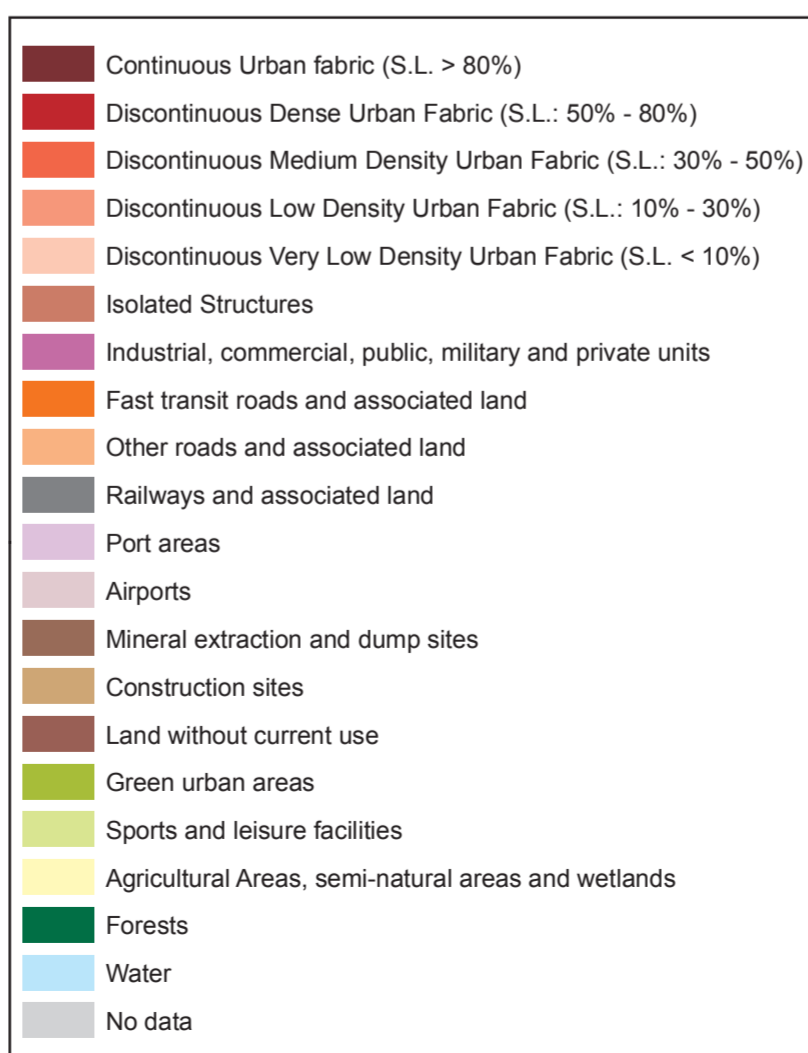 Continuous Urban fabric (S.L. > 80%)
Discontinuous Dense Urban Fabric (S.L.: 50% - 80%)
Discontinuous Medium Density Urban Fabric (S.L.: 30% - 50%)
Discontinuous Low Density Urban Fabric (S.L.: 10% - 30%)
Discontinuous Very Low Density Urban Fabric (S.L. < 10%)
Isolated Structures
Industrial, commercial, public, military and private units
Fast transit roads and associated land
Other roads and associated land
Railways and associated land
Port areas
Airports
Mineral extraction and dump sites
Construction sites
Land without current use
Green urban areas
Sports and leisure facilities
Agricultural Areas, semi-natural areas and wetlands
Forests
Water
No data